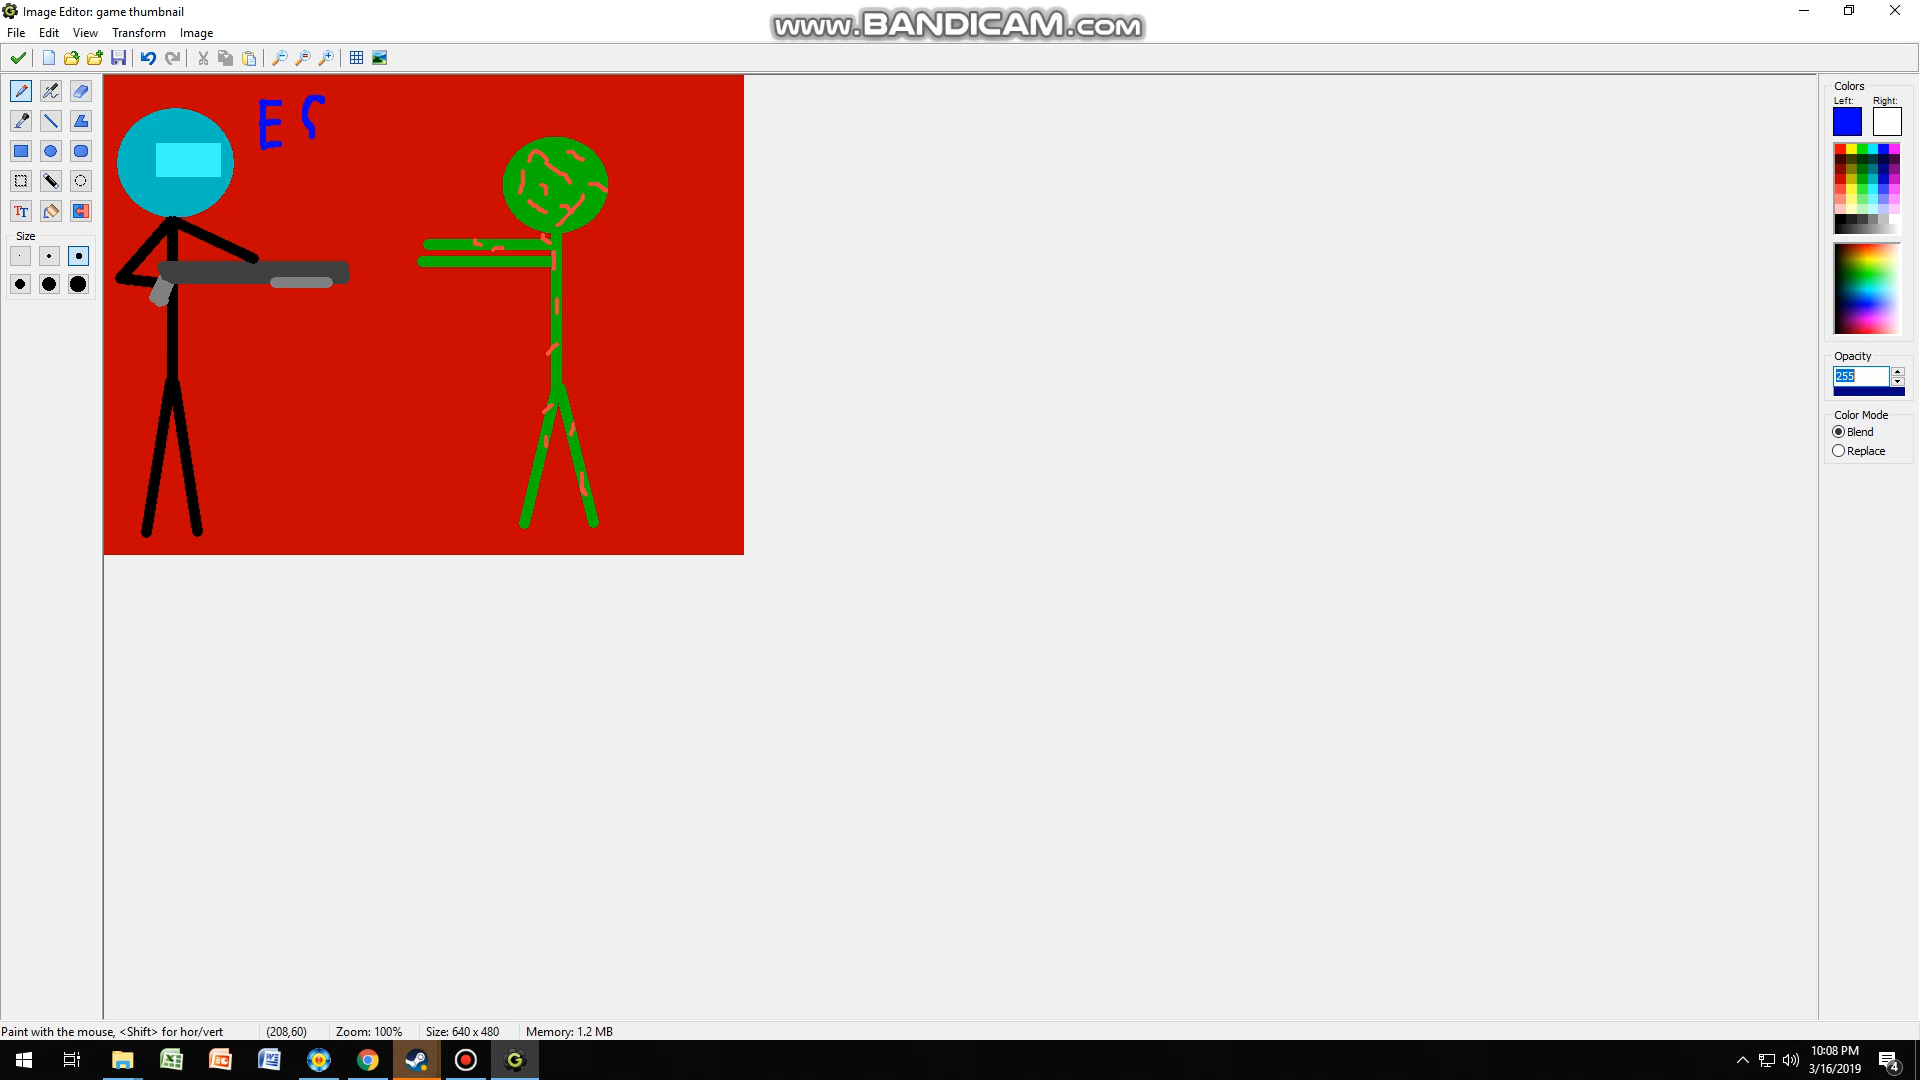 Image Editor: game thumbnail
www.BANDICAM.com
File Edit View Transform Image
Colors
Left: Right:
E
TT
Size
Opacity
255
Color Mode
Blend
Replace
Paint with the mouse, <Shift> for hor/vert (208,60) Zoom: 100% Size: 640 x 480 Memory: 1.2 MB
10:08 PM
3/16/2019
4